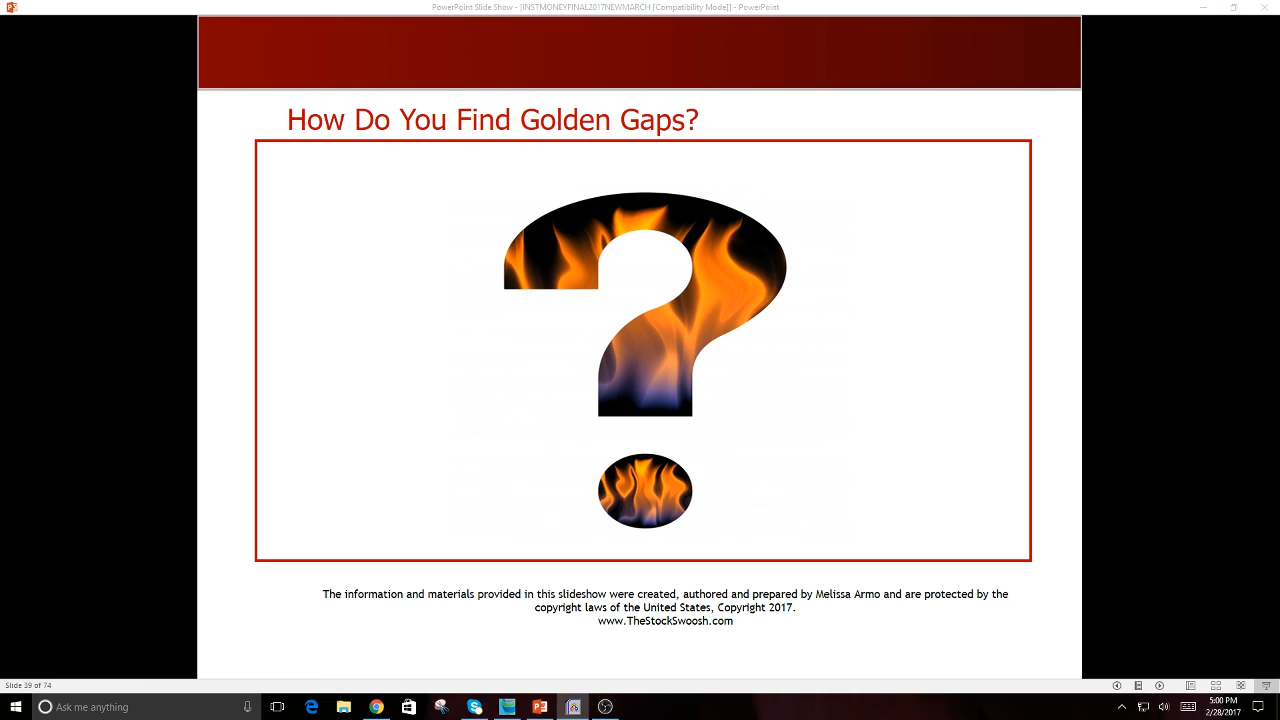 PowerPoint Slide Show - [INSTMONEYFINAL2017NEWMARCH [Compatibility Mode]] - PowerPoint
How Do You Find Golden Gaps?
The information and materials provided in this slideshow were created, authored and prepared by Melissa Armo and are protected by the
copyright laws of the United States, Copyright 2017.
www.TheStockSwoosh.com
Slide 39 of 74
Ask me anything
5:00 PM
2/28/2017